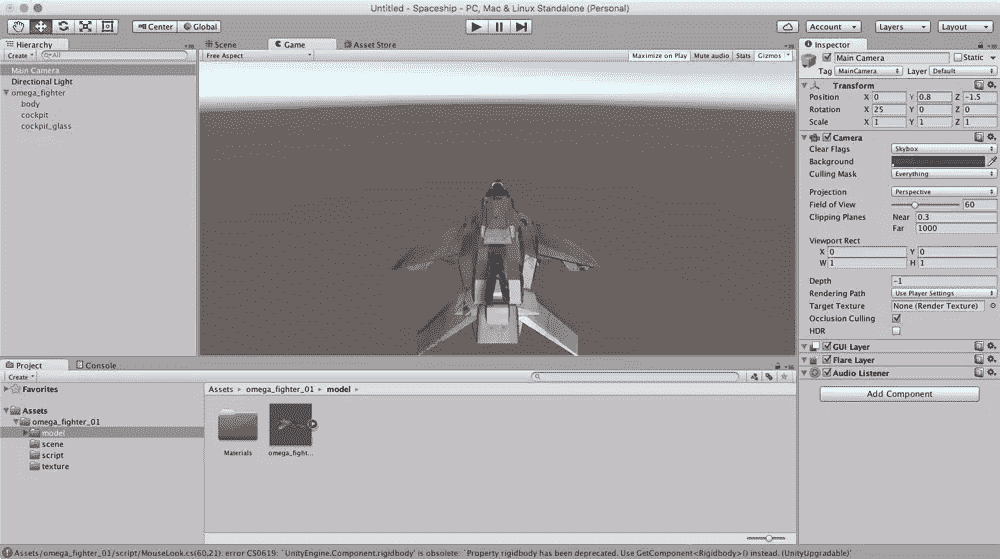 Untitled - Spaceship - PC, Mac & Linux Standalone (Personal)
Center Global Account Layers Layout
Hierarchy
Create All
Main Camera
Directional Light
omega_fighter
body
cockpit
cockpit_glass
Scene Game Asset Store
Free Aspect Maximize on Play Mute audio Stats Gizmos
Inspector
Main Camera Static
Tag MainCamera Layer Default
Transform
Position X 0 Y 0.8 Z -1.5
Rotation X 25 Y 0 Z 0
Scale X 1 Y 1 Z 1
Camera
Clear Flags Skybox
Background
Culling Mask Everything
Projection Perspective
Field of View 60
Clipping Planes Near 0.3
Far 1000
Viewport Rect
X 0 Y 0
W 1 H 1
Depth -1
Rendering Path Use Player Settings
Target Texture None (Render Texture)
Occlusion Culling
HDR
GUI Layer
Flare Layer
Audio Listener
Add Component
Project Console
Create
Favorites
Assets
omega_fighter_01
model
scene
script
texture
Assets omega_fighter_01 model
Materials omega_fight...
Assets/omega_fighter_01/script/MouseLook.cs(60,21): error CS0619: `UnityEngine.Component.rigidbody' is obsolete: `Property rigidbody has been deprecated. Use GetComponent<Rigidbody>() instead. (UnityUpgradable)'